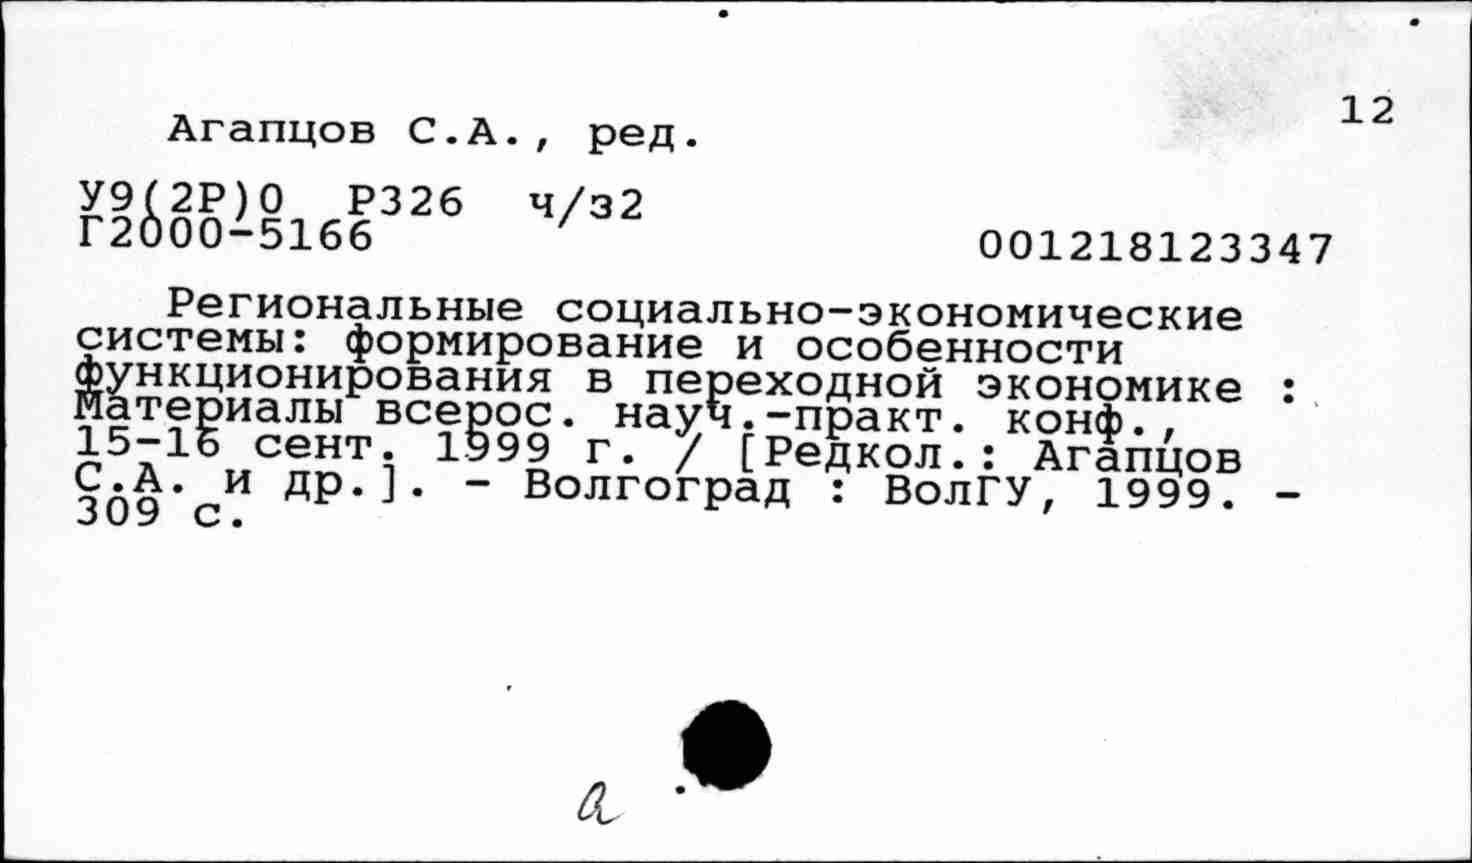 12
Агапцов С.А., ред.
У9(2Р)0 Р326 ч/з2
Г2000-5166
001218123347
Региональные социально-экономические
системы: формирование и особенности
функционирования в переходной экономике :
Материалы всерос. науч.-практ. конф.,
15-16 сент. 1999 г. / [Редкол.: Агапцов
С.А. и др.]. - Волгоград : ВолГУ, 1999. -
309 с.
а